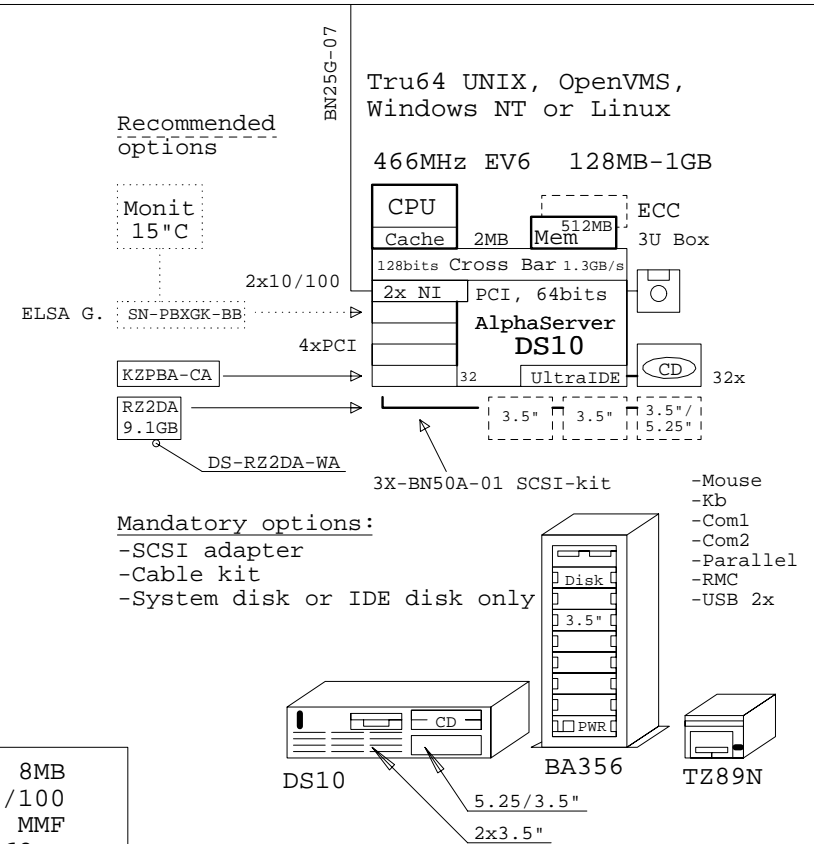 BN25G-07
Tru64 UNIX, OpenVMS,
Windows NT or Linux
Recommended
options
466MHz EV6 128MB-1GB
Monit
15"C
CPU
Cache
2MB
512MB
Mem
ECC
3U Box
128bits Cross Bar 1.3GB/s
2x10/100
2x NI
PCI, 64bits
ELSA G.
SN-PBXGK-BB
AlphaServer
DS10
4xPCI
KZPBA-CA
32
UltraIDE
CD
32x
RZ2DA
9.1GB
3.5"
3.5"
3.5"/
5.25"
DS-RZ2DA-WA
3X-BN50A-01 SCSI-kit
-Mouse
-Kb
-Com1
-Com2
-Parallel
-RMC
-USB 2x
Mandatory options:
-SCSI adapter
-Cable kit
-System disk or IDE disk only
Disk
3.5"
PWR
CD
DS10
BA356
TZ89N
5.25/3.5"
2x3.5"
8MB
/100
MMF